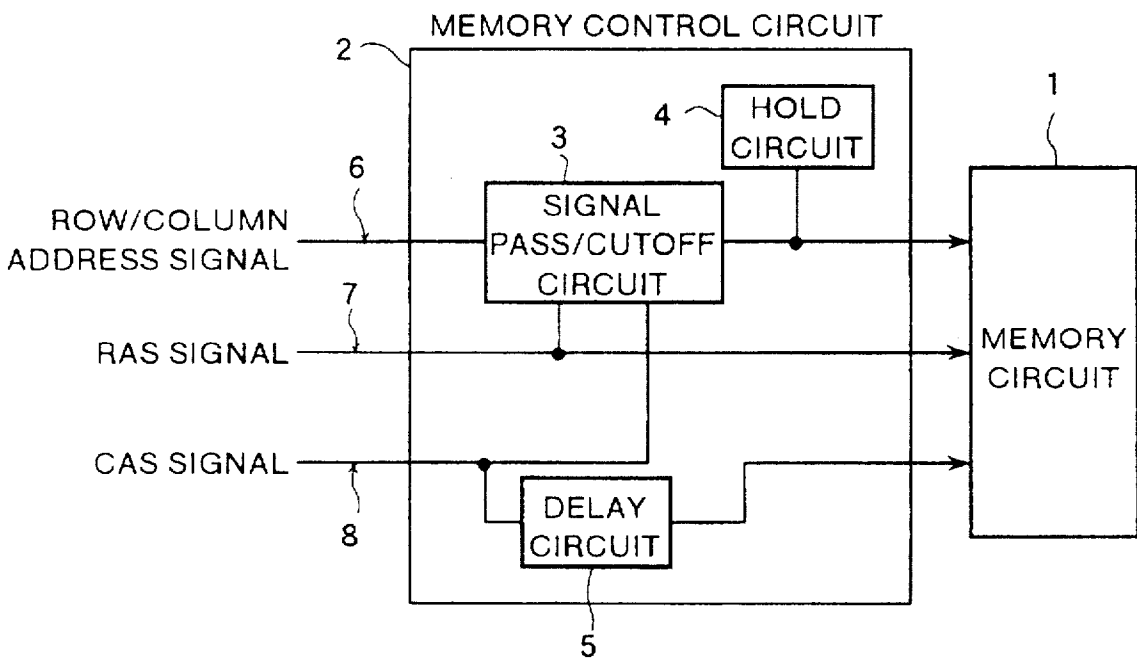 MEMORY CONTROL CIRCUIT
2
4
HOLD
CIRCUIT
1
3
6
SIGNAL
PASS/CUTOFF
CIRCUIT
ROW/COLUMN
ADDRESS SIGNAL
7
RAS SIGNAL
MEMORY
CIRCUIT
CAS SIGNAL
8
DELAY
CIRCUIT
5